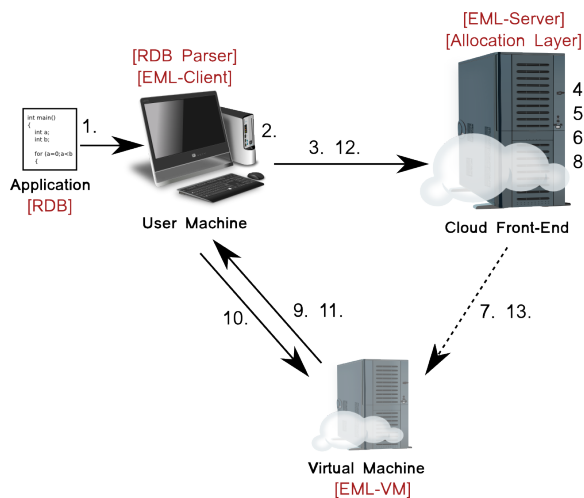 [RDB Parser]
[EML-Client]
[EML-Server]
[Allocation Layer]
int main()
{
int a;
int b;
for (a=0;a<b
{
1.
2.
3. 12.
4
5
6
8
Application
[RDB]
User Machine
Cloud Front-End
10.
9. 11.
7. 13.
Virtual Machine
[EML-VM]